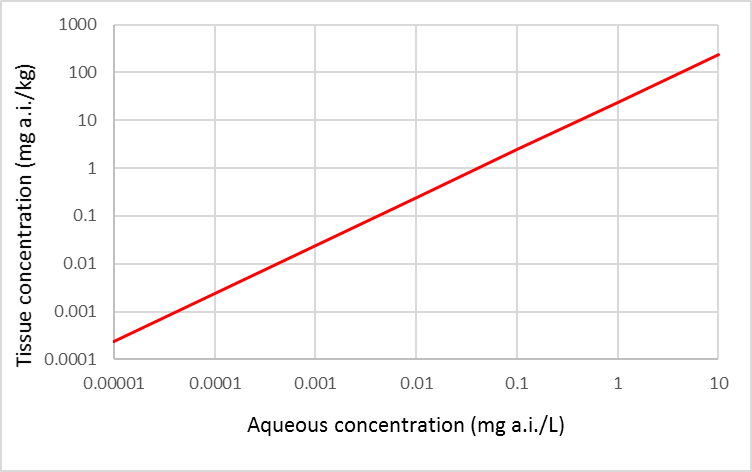 1000
100
10
1
0.1
0.01
0.001
0.0001
Tissue concentration (mg a.i./kg)
0.00001 0.0001 0.001 0.01 0.1 1 10
Aqueous concentration (mg a.i./L)